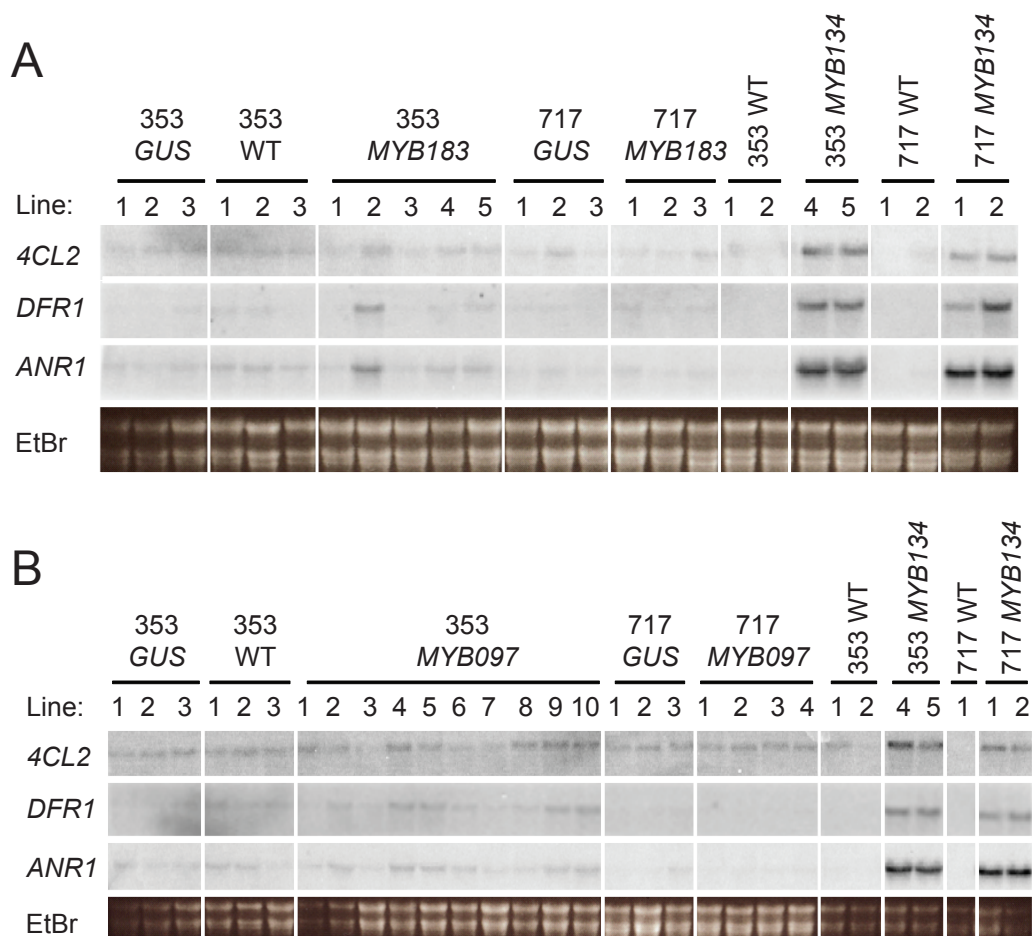 A
353 GUS
353 WT
353 MYB183
717 GUS
717 MYB183
353 WT
353 MYB134
717 WT
717 MYB134
Line: 1 2 3 1 2 3 1 2 3 4 5 1 2 3 1 2 3 1 2 4 5 1 2 1 2
4CL2
DFR1
ANR1
EtBr
B
353 GUS
353 WT
353 MYB097
717 GUS
717 MYB097
353 WT
353 MYB134
717 WT
717 MYB134
Line: 1 2 3 1 2 3 1 2 3 4 5 6 7 8 9 10 1 2 3 1 2 3 4 1 2 4 5 1 1 2
4CL2
DFR1
ANR1
EtBr